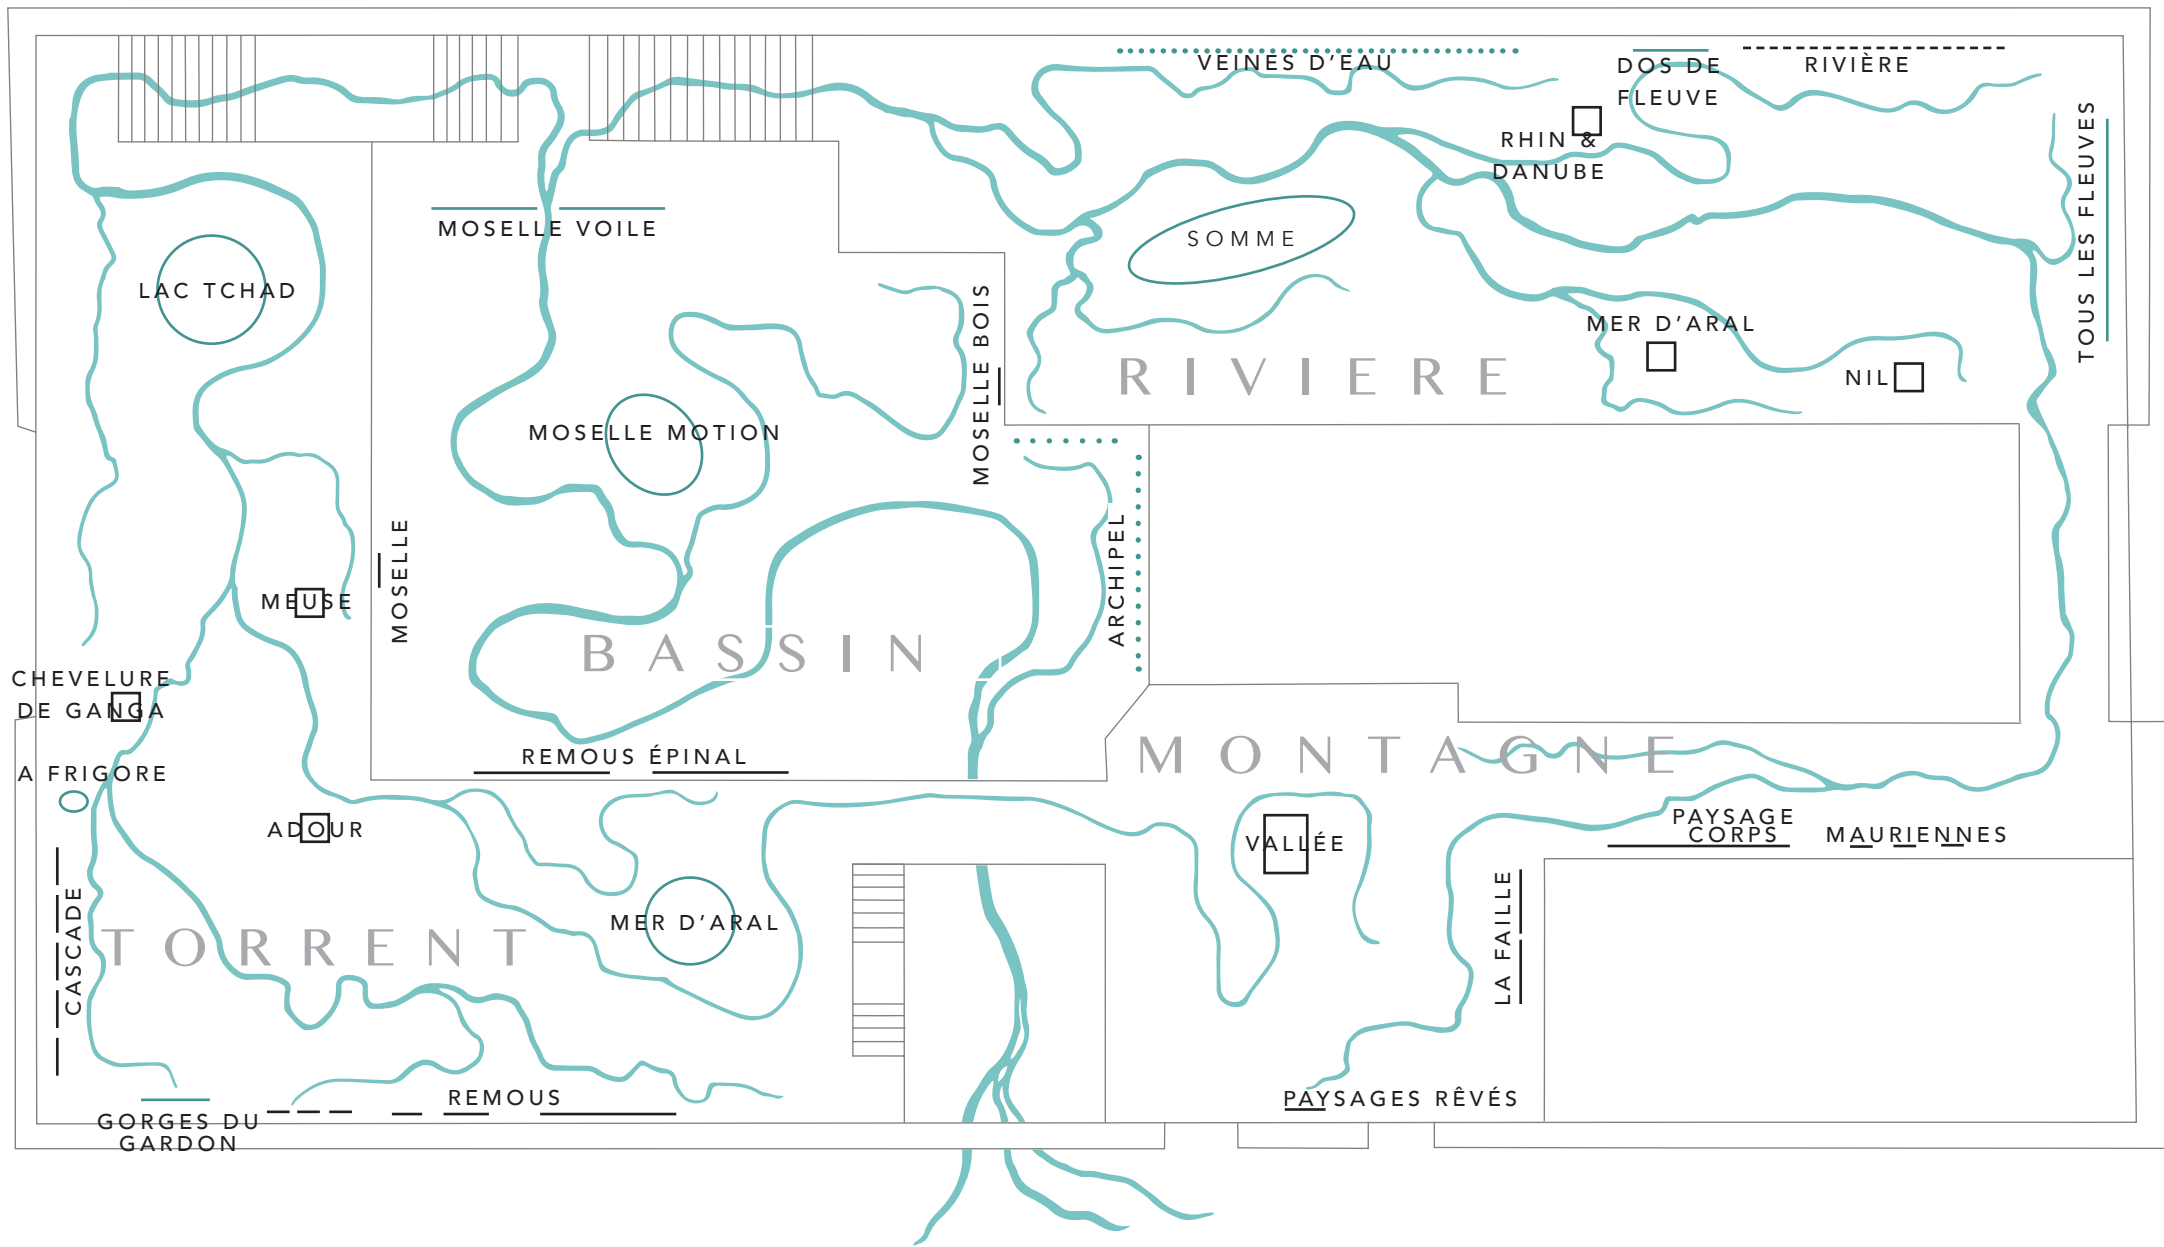 VEINES D'EAU
DOS DE
FLEUVE
RIVIÈRE
RHIN &
DANUBE
TOUS LES FLEUVES
MOSELLE VOILE
SOMME
LAC TCHAD
MER D'ARAL
NIL
RIVIERE
MOSELLE BOIS
MOSELLE MOTION
ARCHIPEL
MOSELLE
MEUSE
BASSIN
CHEVELURE
DE GANGA
REMOUS ÉPINAL
MONTAGNE
A FRIGORE
ADOUR
VALLÉE
PAYSAGE
CORPS
MAURIENNES
LA FAILLE
CASCADE
TORRENT
MER D'ARAL
REMOUS
PAYSAGES RÊVÉS
GORGES DU
GARDON